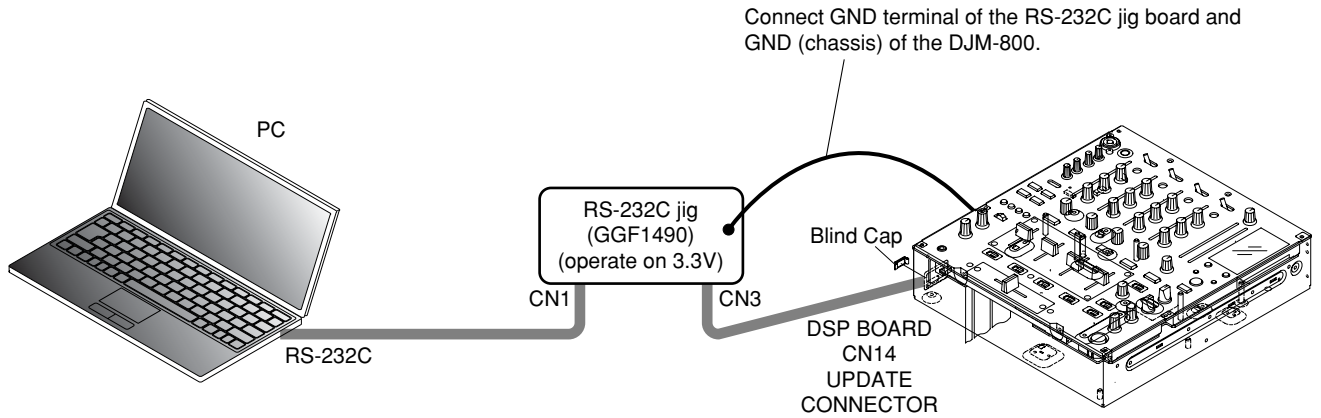 Connect GND terminal of the RS-232C jig board and
GND (chassis) of the DJM-800.
PC
RS-232C jig
(GGF1490)
(operate on 3.3V)
Blind Cap
CN1
CN3
RS-232C
DSP BOARD
CN14
UPDATE
CONNECTOR